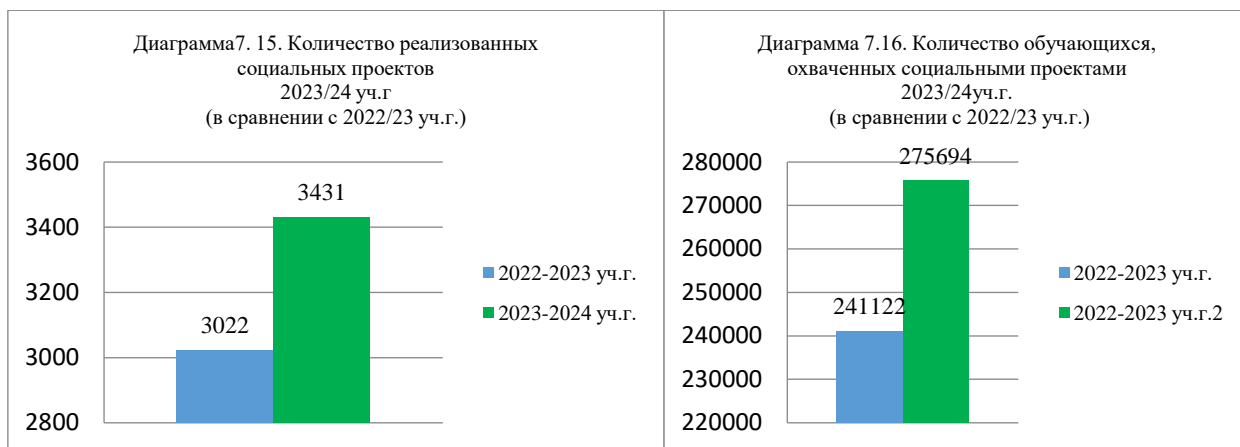 Диаграмма7. 15. Количество реализованных
социальных проектов
2023/24 уч.г
(в сравнении с 2022/23 уч.г.)
3600
3400
3200
3000
2800
3022
3431
2022-2023 уч.г.
2023-2024 уч.г.
Диаграмма 7.16. Количество обучающихся,
охваченных социальными проектами
2023/24уч.г.
(в сравнении с 2022/23 уч.г.)
280000
270000
260000
250000
240000
230000
220000
241122
275694
2022-2023 уч.г.
2022-2023 уч.г.2